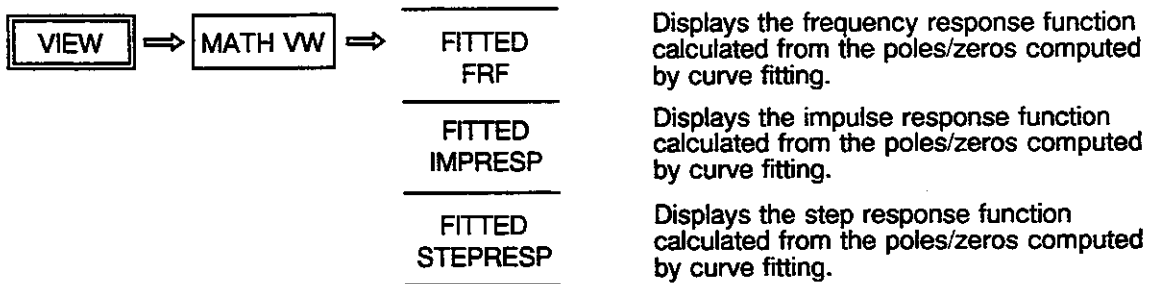 VIEW ⇒ MATH VW ⇒ FITTED
FRF
Displays the frequency response function
calculated from the poles/zeros computed
by curve fitting.
FITTED
IMPRESP
Displays the impulse response function
calculated from the poles/zeros computed
by curve fitting.
FITTED
STEPRESP
Displays the step response function
calculated from the poles/zeros computed
by curve fitting.